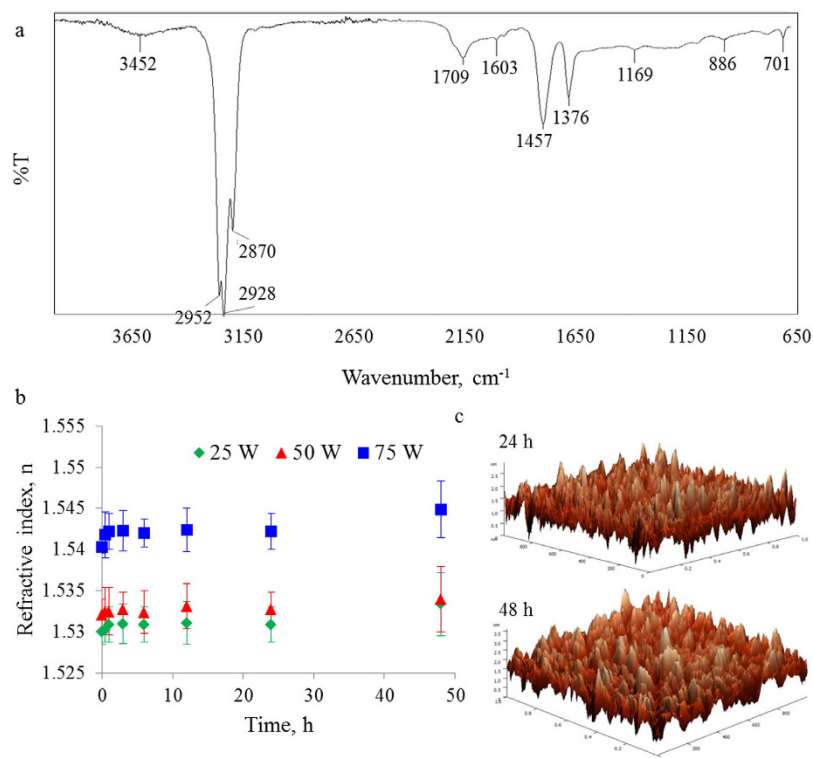 a
3452
1709
1603
1169
886
701
1457
1376
%T
2870
2952
2928
3650 3150 2650 2150 1650 1150 650
Wavenumber, cm⁻¹
b
1.555
1.55
1.545
1.54
1.535
1.53
1.525
25 W 50 W 75 W
Refractive index, n
0 10 20 30 40 50
Time, h
c
24 h
48 h